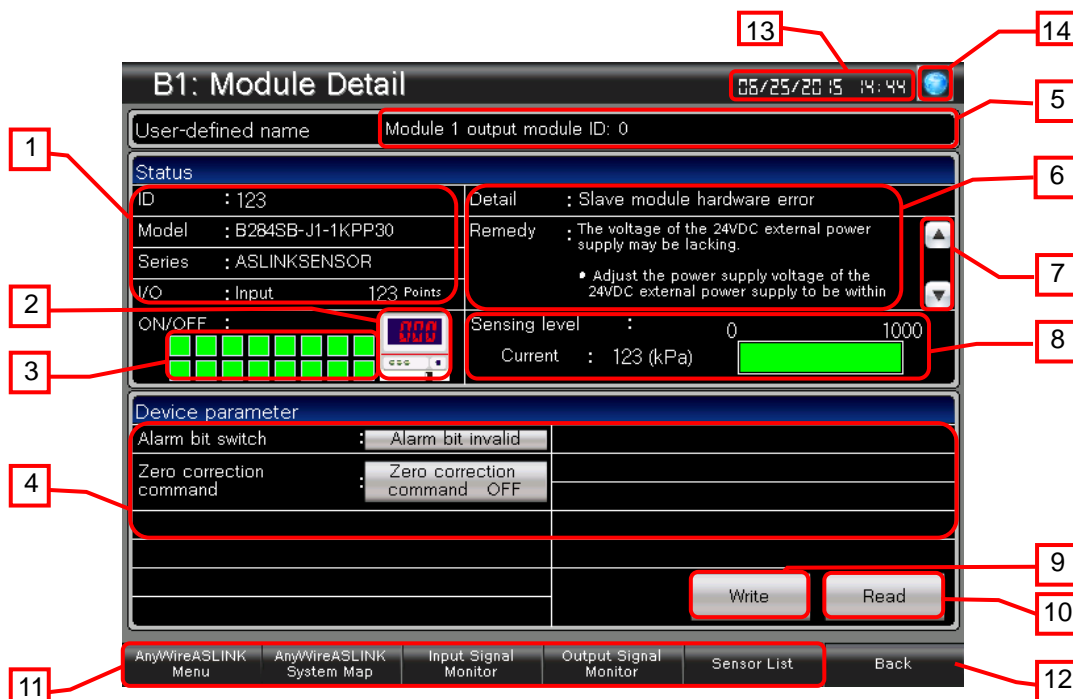 13
14
B1: Module Detail
06/25/2015 14:44
5
User-defined name
Module 1 output module ID: 0
1
Status
6
ID : 123
Detail : Slave module hardware error
Model : B284SB-J1-1KPP30
Remedy : The voltage of the 24VDC external power
supply may be lacking.
Series : ASLINKSENSOR
• Adjust the power supply voltage of the
24VDC external power supply to be within
7
I/O : Input 123 Points
2
ON/OFF :
000
Sensing level : 0 1000
Current : 123 (kPa)
8
3
Device parameter
Alarm bit switch : Alarm bit invalid
Zero correction
command : Zero correction
command OFF
4
9
Write
Read
10
AnyWireASLINK
Menu
AnyWireASLINK
System Map
Input Signal
Monitor
Output Signal
Monitor
Sensor List
Back
11
12